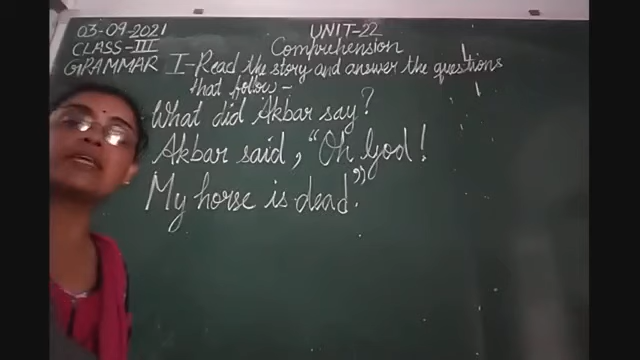 03-09-2021
UNIT-22
CLASS-III
Comprehension
GRAMMAR
I-Read the story and answer the questions
that follow-
What did Akbar say?
Akbar said, "Oh God!
My horse is dead."